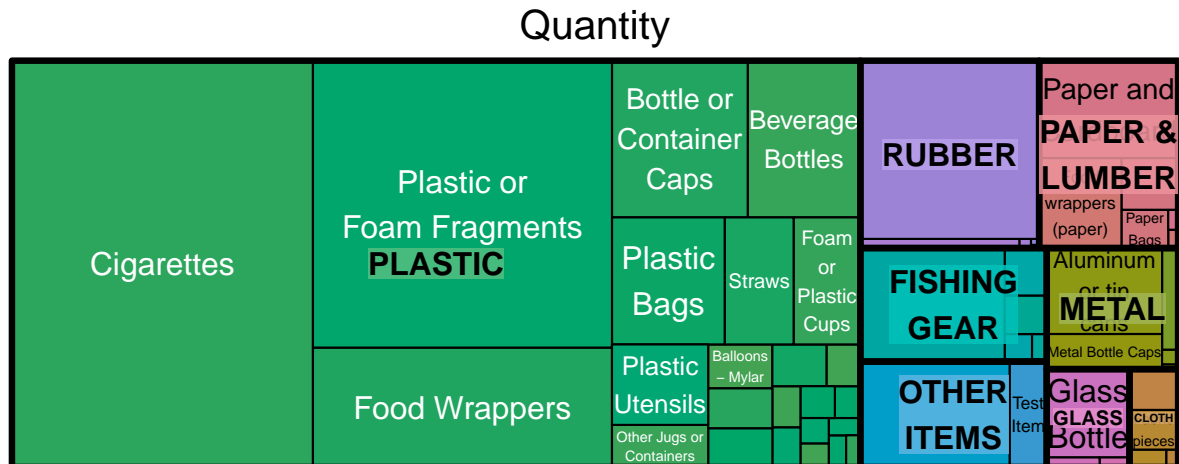 Quantity
Cigarettes
Plastic or
Foam Fragments
PLASTIC
Food Wrappers
Bottle or
Container
Caps
Beverage
Bottles
Plastic
Bags
Straws
Foam
or
Plastic
Cups
Plastic
Utensils
Balloons
– Mylar
Other Jugs or
Containers
RUBBER
Paper and
PAPER &
LUMBER
wrappers
(paper)
Paper
Bags
FISHING
GEAR
Aluminum
or tin
cans
METAL
Metal Bottle Caps
OTHER
ITEMS
Test
Item
Glass
GLASS
Bottle
CLOTH
pieces